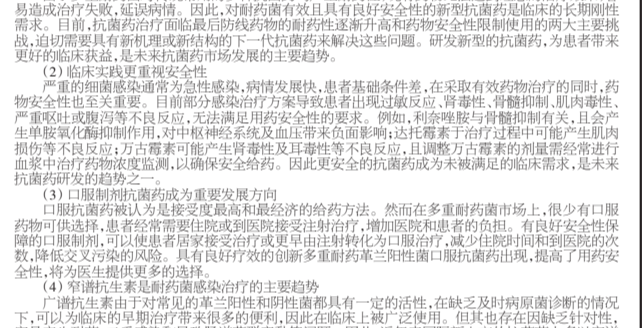 易造成治疗失败,延误病情。因此,对耐药菌有效且具有良好安全性的新型抗菌药是临床的长期刚性
需求。目前,抗菌药治疗面临最后防线药物的耐药性逐渐升高和药物安全性限制使用的两大主要挑
战,迫切需要具有新机理或新结构的下一代抗菌药来解决这些问题。研发新型的抗菌药,为患者带来
更好的临床获益,是未来抗菌药市场发展的主要趋势。
(2) 临床实践更重视安全性
严重的细菌感染通常为急性感染,病情发展快,患者基础条件差,在采取有效药物治疗的同时,药
物安全性也至关重要。目前部分感染治疗方案导致患者出现过敏反应、肾毒性、骨髓抑制、肌肉毒性、
严重呕吐或腹泻等不良反应,无法满足用药安全性的要求。例如,利奈唑胺与骨髓抑制有关,且会产
生单胺氧化酶抑制作用,对中枢神经系统及血压带来负面影响;达托霉素于治疗过程中可能产生肌肉
损伤等不良反应;万古霉素可能产生肾毒性及耳毒性等不良反应,且调整万古霉素的剂量需经常进行
血浆中治疗药物浓度监测,以确保安全给药。因此更安全的抗菌药成为未被满足的临床需求,是未来
抗菌药研发的趋势之一。
(3) 口服制剂抗菌药成为重要发展方向
口服抗菌药被认为是接受度最高和最经济的给药方法。然而在多重耐药菌市场上,很少有口服
药物可供选择,患者经常需要住院或到医院接受注射治疗,增加医院和患者的负担。有良好安全性保
障的口服制剂,可以使患者居家接受治疗或更早由注射转化为口服治疗,减少住院时间和到医院的次
数,降低交叉污染的风险。具有良好疗效的创新多重耐药革兰阳性菌口服抗菌药出现,提高了用药安
全性,将为医生提供更多的选择。
(4) 窄谱抗生素是耐药菌感染治疗的主要趋势
广谱抗生素由于对常见的革兰阳性和阴性菌都具有一定的活性,在缺乏及时病原菌诊断的情况
下,可以为临床的早期治疗带来很多的便利,因此在临床上被广泛使用。但其也存在因缺乏针对性,